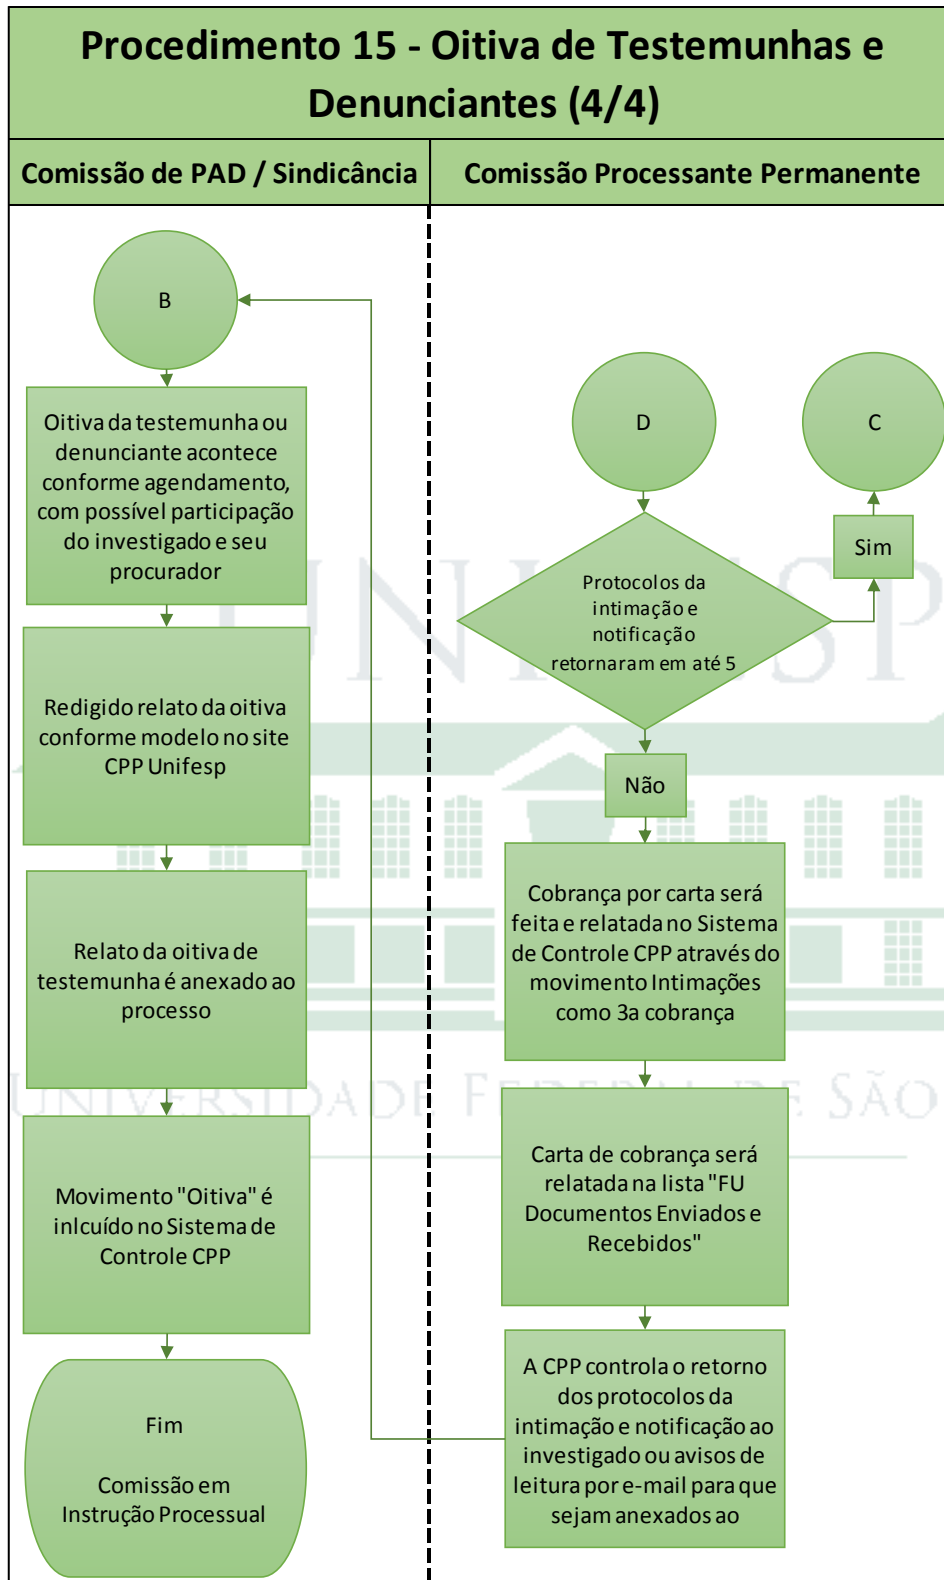 Procedimento 15 - Oitiva de Testemunhas e
Denunciantes (4/4)
Comissão de PAD / Sindicância
Comissão Processante Permanente
B
Oitiva da testemunha ou
denunciante acontece
conforme agendamento,
com possível participação
do investigado e seu
procurador
Redigido relato da oitiva
conforme modelo no site
CPP Unifesp
Relato da oitiva de
testemunha é anexado ao
processo
Movimento "Oitiva" é
inlcuído no Sistema de
Controle CPP
Fim
Comissão em
Instrução Processual
D
C
Sim
Protocolos da
intimação e
notificação
retornaram em até 5
Não
Cobrança por carta será
feita e relatada no Sistema
de Controle CPP através do
movimento Intimações
como 3a cobrança
Carta de cobrança será
relatada na lista "FU
Documentos Enviados e
Recebidos"
A CPP controla o retorno
dos protocolos da
intimação e notificação ao
investigado ou avisos de
leitura por e-mail para que
sejam anexados ao
UNIFESP
UNIVERSIDADE FEDERAL DE SÃO